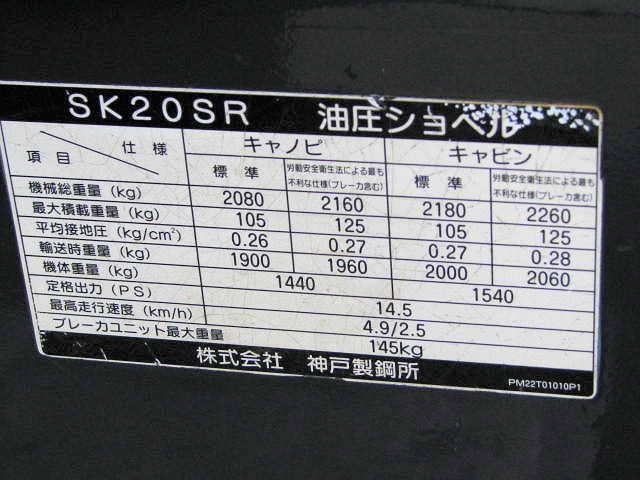 SK20SR 油圧ショベル
項目 仕様 キャノピ キャビン
標準 労動安全衛生法による最も不利な仕様(ブレーカ含む) 標準 労動安全衛生法による最も不利な仕様(ブレーカ含む)
機械総重量(kg) 2080 2160 2180 2260
最大積載重量(kg) 105 125 105 125
平均接地圧(kg/cm²) 0.26 0.27 0.27 0.28
輸送時重量(kg) 1900 1960 2000 2060
機体重量(kg) 1440 1540
定格出力(PS) 14.5
最高走行速度(km/h) 4.9/2.5
ブレーカユニット最大重量 145kg
株式会社 神戸製鋼所
PM22T01010P1